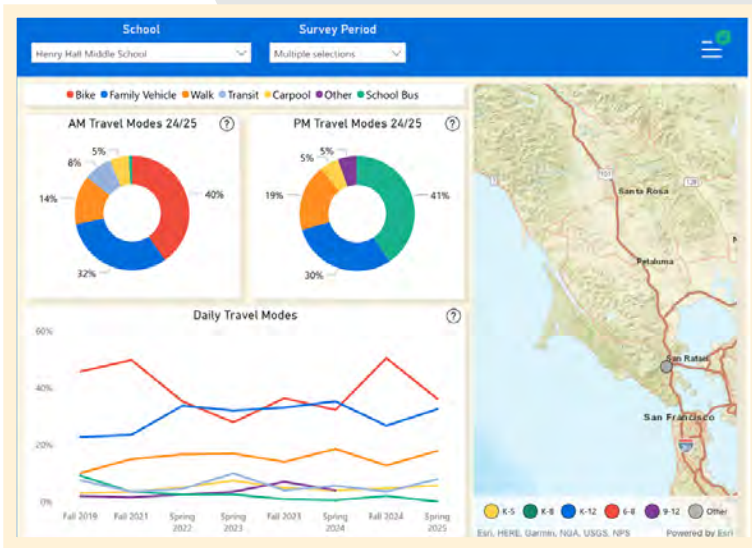 School
Survey Period
Henry Hall Middle School
Multiple selections
Bike Family Vehicle Walk Transit Carpool Other School Bus
AM Travel Modes 24/25 ?
5%
8%
14%
40%
32%
PM Travel Modes 24/25 ?
5%
5%
19%
41%
30%
Daily Travel Modes ?
60%
40%
20%
0%
Fall 2019 Fall 2021 Spring 2022 Spring 2023 Fall 2023 Spring 2024 Fall 2024 Spring 2025
101
128
Santa Rosa
Petaluma
San Rafael
San Francisco
K-5 K-8 K-12 6-8 9-12 Other
Esri, HERE, Garmin, NGA, USGS, NPS Powered by Esri